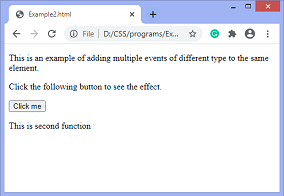 Example2.html
File | D:/CSS/programs/Ex...
This is an example of adding multiple events of different type to the same
element.
Click the following button to see the effect.
Click me
This is second function